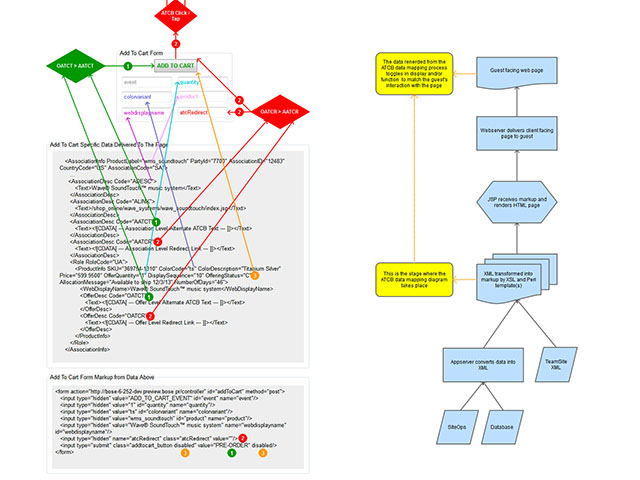 ATCB Click /
Tap
2
Add To Cart Form
OATCT > AATCT
1
ADD TO CART
event
quantity
colorvariant
product
webdisplayname
atcRedirect
2
2
OATCR > AATCR
Add To Cart Specific Data Delivered To The Page
<AssociationInfo ProductLabel="wms_soundtouch" PartyId="7703" AssociationID="12483"
CountryCode="US" AssociationCode="SA">
<AssociationDesc Code="ADESC">
<Text>Wave® SoundTouch™ music system</Text>
</AssociationDesc>
<AssociationDesc Code="ALINK">
<Text>/shop_online/wave_systems/wave_soundtouch/index.jsp</Text>
</AssociationDesc>
<AssociationDesc Code="AATCT">
1
<Text><![CDATA[ --- Association Level Alternate ATCB Text --- ]]></Text>
</AssociationDesc>
<AssociationDesc Code="AATCR">
2
<Text><![CDATA[ --- Association Level Redirect Link --- ]]></Text>
</AssociationDesc>
<Role RoleCode="UA">
<ProductInfo SKU="369754-1310" ColorCode="ts" ColorDescription="Titanium Silver"
Price="599.9500" OfferQuantity="1" DisplaySequence="10" OfferingStatus="C"
3
AllocationMessage="Available to ship 12/3/13" NumberOfDays="46">
<WebDisplayName>Wave® SoundTouch™ music system</WebDisplayName>
<OfferDesc Code="OATCT">
1
<Text><![CDATA[ --- Offer Level Alternate ATCB Text --- ]]></Text>
</OfferDesc>
<OfferDesc Code="OATCR">
2
<Text><![CDATA[ --- Offer Level Redirect Link --- ]]></Text>
</OfferDesc>
</ProductInfo>
</Role>
</AssociationInfo>
Add To Cart Form Markup from Data Above
<form action="http://bose-6-252-dev.preview.bose.pr/controller" id="addToCart" method="post">
<input type="hidden" value="ADD_TO_CART_EVENT" id="event" name="event"/>
<input type="hidden" value="1" id="quantity" name="quantity"/>
<input type="hidden" value="ts" id="colorvariant" name="colorvariant"/>
<input type="hidden" value="wms_soundtouch" id="product" name="product"/>
<input type="hidden" value="Wave® SoundTouch™ music system" name="webdisplayname"
id="webdisplayname"/>
<input type="hidden" name="atcRedirect" class="atcRedirect" value=""/>
2
<input type="submit" class="addtocart_button disabled" value="PRE-ORDER" disabled/>
</form>
3
1
3
The data renerded from the
ATCB data mapping process
toggles in display and/or
function to match the guest's
interaction with the page
Guest facing web page
Webserver delivers client facing
page to guest
JSP receives markup and
renders HTML page
This is the stage where the
ATCB data mapping diagram
takes place
XML transformed into
markup by XSL and Perl
template(s)
Appserver converts data into
XML
TeamSite
XML
SiteOps
Database